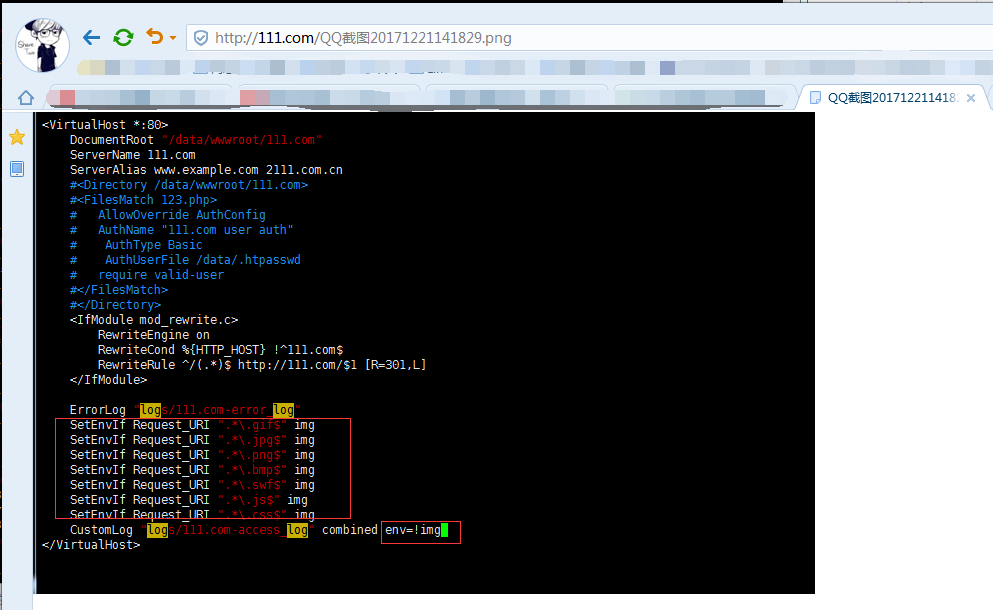 http://111.com/QQ截图20171221141829.png
QQ截图201712211418
<VirtualHost *:80>
DocumentRoot "/data/wwwroot/111.com"
ServerName 111.com
ServerAlias www.example.com 2111.com.cn
#<Directory /data/wwwroot/111.com>
#<FilesMatch 123.php>
# AllowOverride AuthConfig
# AuthName "111.com user auth"
# AuthType Basic
# AuthUserFile /data/.htpasswd
# require valid-user
#</FilesMatch>
#</Directory>
<IfModule mod_rewrite.c>
RewriteEngine on
RewriteCond %{HTTP_HOST} !^111.com$
RewriteRule ^/(.*)$ http://111.com/$1 [R=301,L]
</IfModule>
ErrorLog "logs/111.com-error_log"
SetEnvIf Request_URI ".*\.gif$" img
SetEnvIf Request_URI ".*\.jpg$" img
SetEnvIf Request_URI ".*\.png$" img
SetEnvIf Request_URI ".*\.bmp$" img
SetEnvIf Request_URI ".*\.swf$" img
SetEnvIf Request_URI ".*\.js$" img
SetEnvIf Request_URI ".*\.css$" img
CustomLog "logs/111.com-access_log" combined env=!img
</VirtualHost>